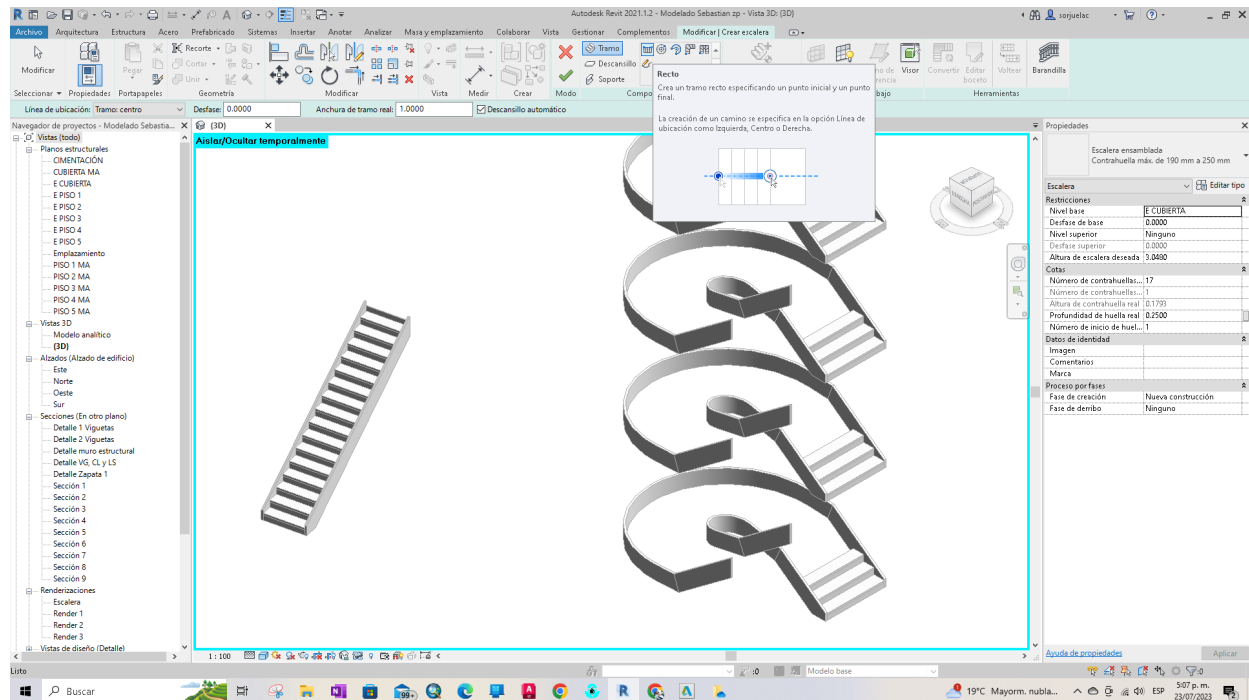 Autodesk Revit 2021.1.2 - Modelado Sebastian zp - Vista 3D: {3D}
sorjuelac
Archivo Arquitectura Estructura Acero Prefabricado Sistemas Insertar Anotar Analizar Masa y emplazamiento Colaborar Vista Gestionar Complementos Modificar | Crear escalera
Modificar
Pegar
Recorte
Cortar
Unir
Tramo
Descansillo
Soporte
Visor
Convertir
Editar boceto
Voltear
Barandilla
Seleccionar Propiedades Portapapeles Geometría Modificar Vista Medir Crear Modo
Herramientas
Línea de ubicación: Tramo: centro Desfase: 0.0000 Anchura de tramo real: 1.0000 Descansillo automático
Recto
Crea un tramo recto especificando un punto inicial y un punto
final.
La creación de un camino se especifica en la opción Línea de
ubicación como Izquierda, Centro o Derecha.
Navegador de proyectos - Modelado Sebastia...
{3D}
Aislar/Ocultar temporalmente
Vistas (todo)
Planos estructurales
CIMENTACIÓN
CUBIERTA MA
E CUBIERTA
E PISO 1
E PISO 2
E PISO 3
E PISO 4
E PISO 5
Emplazamiento
PISO 1 MA
PISO 2 MA
PISO 3 MA
PISO 4 MA
PISO 5 MA
Vistas 3D
Modelo analítico
{3D}
Alzados (Alzado de edificio)
Este
Norte
Oeste
Sur
Secciones (En otro plano)
Detalle 1 Viguetas
Detalle 2 Viguetas
Detalle muro estructural
Detalle VG, CL y LS
Detalle Zapata 1
Sección 1
Sección 2
Sección 3
Sección 4
Sección 5
Sección 6
Sección 7
Sección 8
Sección 9
Renderizaciones
Escalera
Render 1
Render 2
Render 3
Vistas de diseño (Detalle)
Propiedades
Escalera ensamblada
Contrahuella máx. de 190 mm a 250 mm
Escalera Editar tipo
Restricciones
Nivel base E CUBIERTA
Desfase de base 0.0000
Nivel superior Ninguno
Desfase superior 0.0000
Altura de escalera deseada 3.0480
Cotas
Número de contrahuellas... 17
Número de contrahuellas... 1
Altura de contrahuella real 0.1793
Profundidad de huella real 0.2500
Número de inicio de huel... 1
Datos de identidad
Imagen
Comentarios
Marca
Proceso por fases
Fase de creación Nueva construcción
Fase de derribo Ninguno
Ayuda de propiedades Aplicar
1 : 100
Listo
:0 Modelo base
Buscar
99+
19°C Mayorm. nubla... ESP 5:07 p. m.
23/07/2023